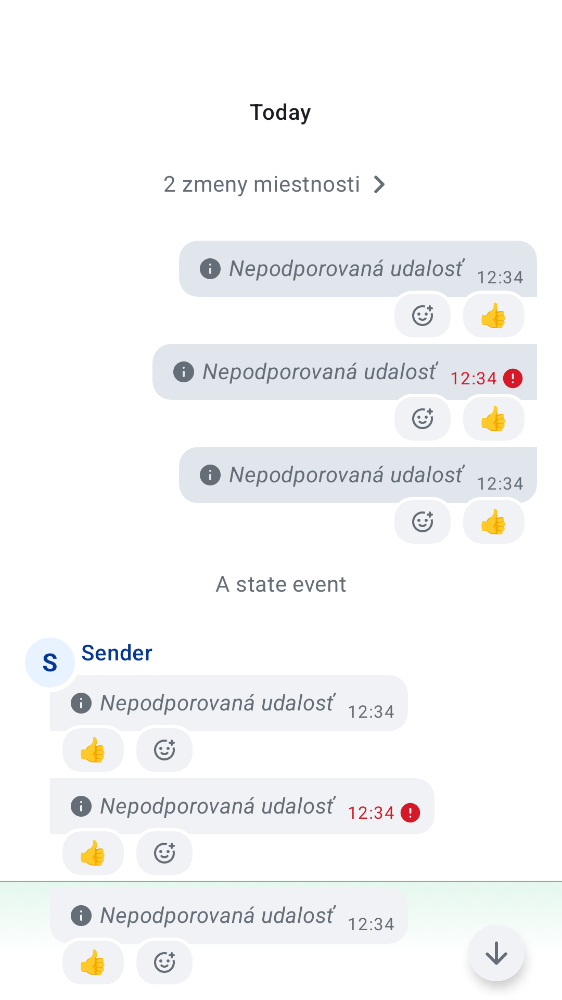 Today
2 zmeny miestnosti
Nepodporovaná udalosť 12:34
👍
Nepodporovaná udalosť 12:34
👍
Nepodporovaná udalosť 12:34
👍
A state event
S Sender
Nepodporovaná udalosť 12:34
👍
Nepodporovaná udalosť 12:34
👍
Nepodporovaná udalosť 12:34
👍